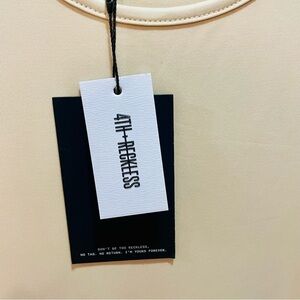 4TH+RECKLESS
DON'T BE TOO RECKLESS,
NO TAG. NO RETURN. I'M YOURS FOREVER.